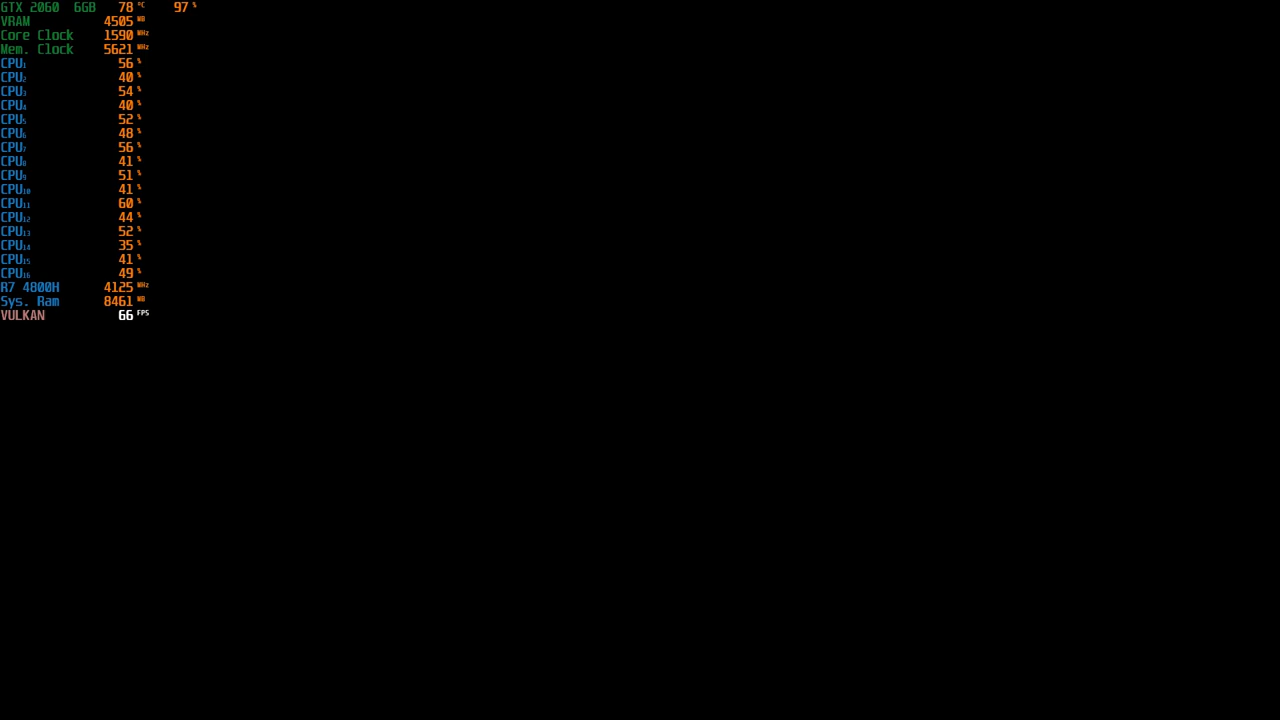 GTX 2060 6GB 78 °C 97 %
VRAM 4505 MB
Core Clock 1590 MHz
Mem. Clock 5621 MHz
CPU1 56 %
CPU2 40 %
CPU3 54 %
CPU4 40 %
CPU5 52 %
CPU6 48 %
CPU7 56 %
CPU8 41 %
CPU9 51 %
CPU10 41 %
CPU11 60 %
CPU12 44 %
CPU13 52 %
CPU14 35 %
CPU15 41 %
CPU16 49 %
R7 4800H 4125 MHz
Sys. Ram 8461 MB
VULKAN 66 FPS